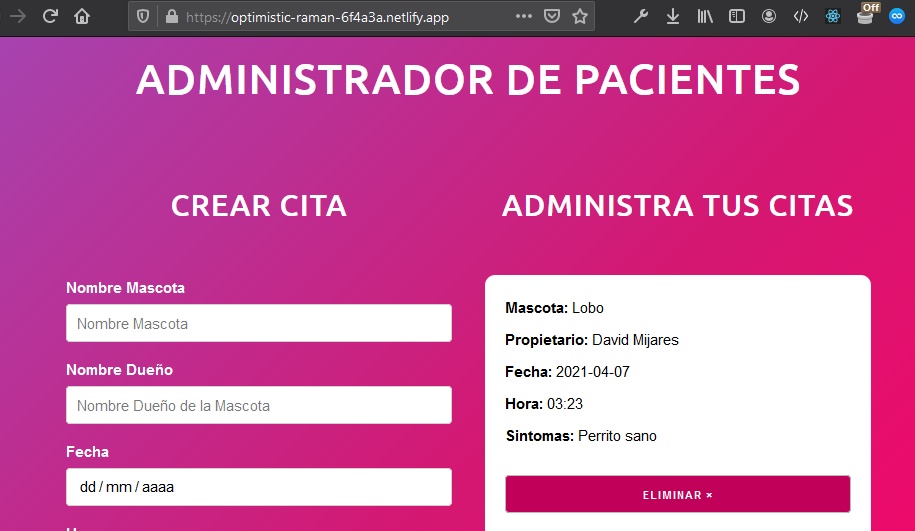 Off
https://optimistic-raman-6f4a3a.netlify.app
ADMINISTRADOR DE PACIENTES
CREAR CITA
Nombre Mascota
Nombre Mascota
Nombre Dueño
Nombre Dueño de la Mascota
Fecha
dd / mm / aaaa
ADMINISTRA TUS CITAS
Mascota: Lobo
Propietario: David Mijares
Fecha: 2021-04-07
Hora: 03:23
Sintomas: Perrito sano
ELIMINAR ×